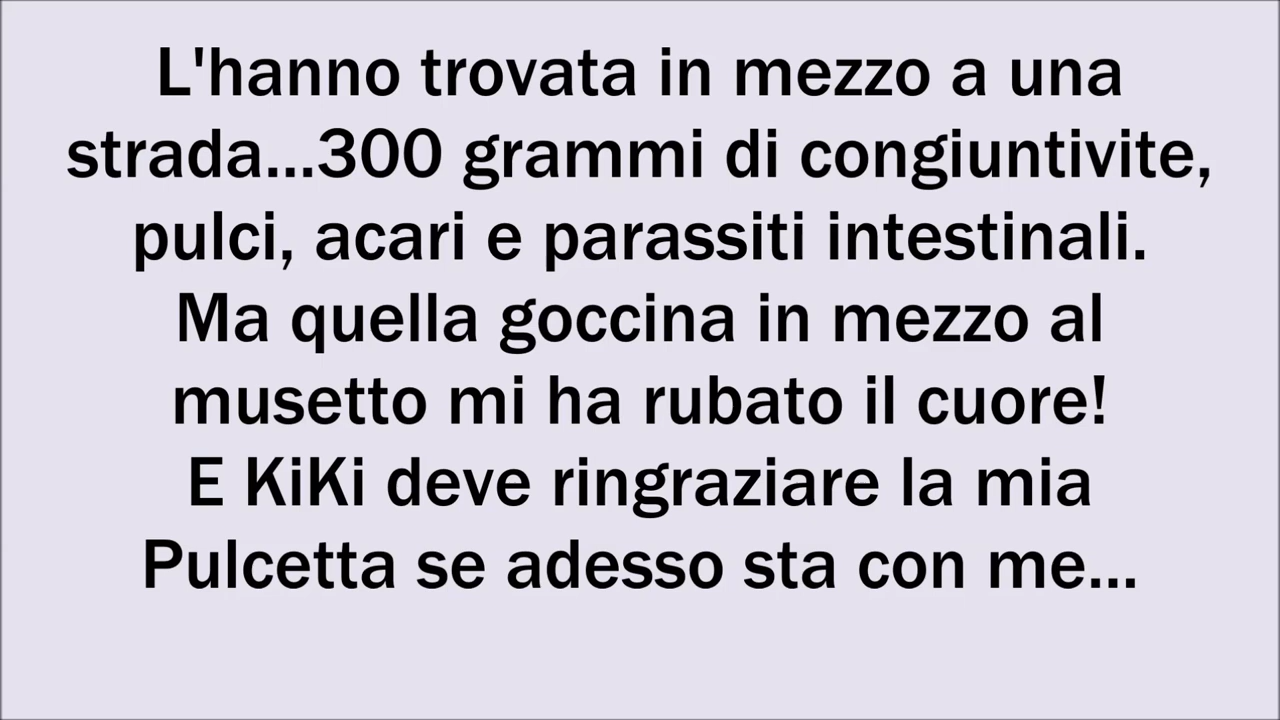 L'hanno trovata in mezzo a una
strada...300 grammi di congiuntivite,
pulci, acari e parassiti intestinali.
Ma quella goccina in mezzo al
musetto mi ha rubato il cuore!
E KiKi deve ringraziare la mia
Pulcetta se adesso sta con me...